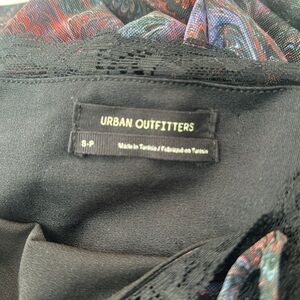 URBAN OUTFITTERS
S-P
Made in Tunisia / Fabriqué en Tunisie